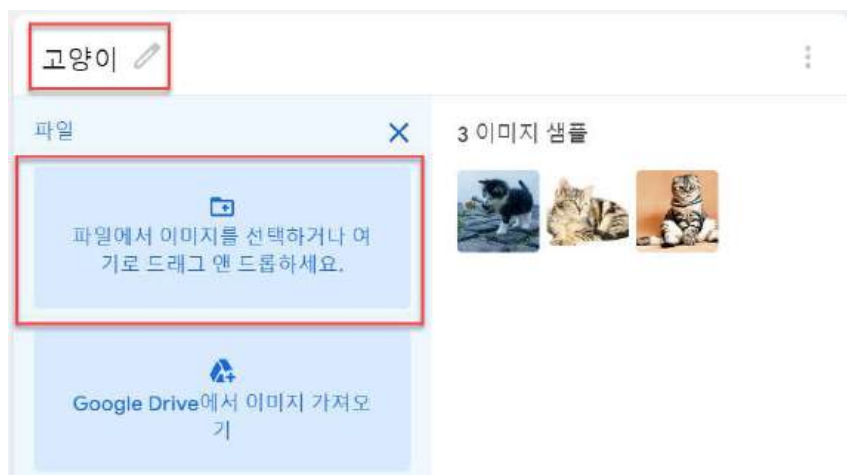 고양이
파일
3 이미지 샘플
파일에서 이미지를 선택하거나 여
기로 드래그 앤 드롭하세요.
Google Drive에서 이미지 가져오
기